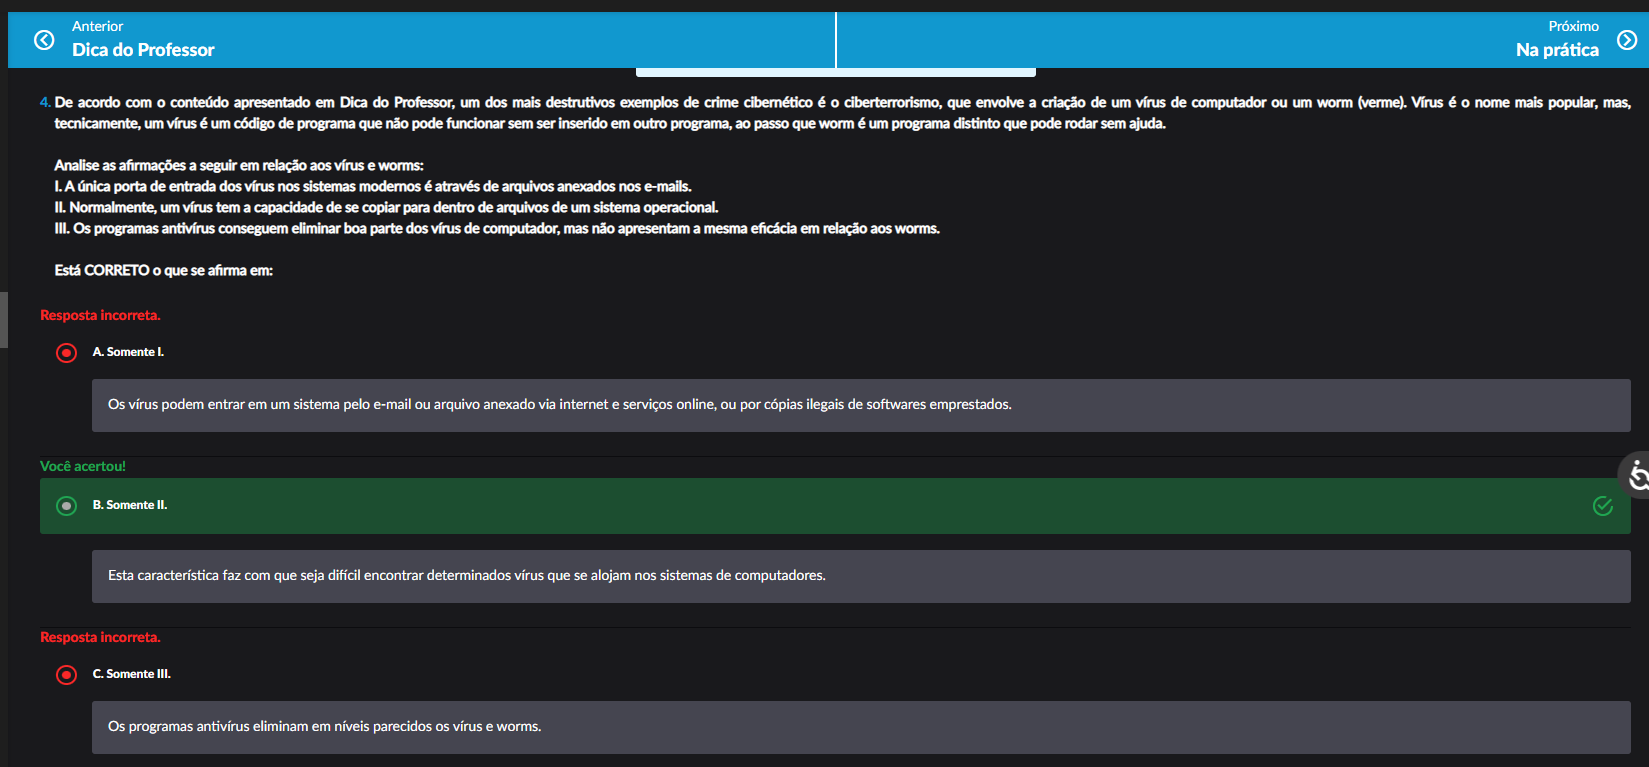 Anterior
Dica do Professor
Próximo
Na prática
4. De acordo com o conteúdo apresentado em Dica do Professor, um dos mais destrutivos exemplos de crime cibernético é o ciberterrorismo, que envolve a criação de um vírus de computador ou um worm (verme). Vírus é o nome mais popular, mas,
tecnicamente, um vírus é um código de programa que não pode funcionar sem ser inserido em outro programa, ao passo que worm é um programa distinto que pode rodar sem ajuda.
Analise as afirmações a seguir em relação aos vírus e worms:
I. A única porta de entrada dos vírus nos sistemas modernos é através de arquivos anexados nos e-mails.
II. Normalmente, um vírus tem a capacidade de se copiar para dentro de arquivos de um sistema operacional.
III. Os programas antivírus conseguem eliminar boa parte dos vírus de computador, mas não apresentam a mesma eficácia em relação aos worms.
Está CORRETO o que se afirma em:
Resposta incorreta.
A. Somente I.
Os vírus podem entrar em um sistema pelo e-mail ou arquivo anexado via internet e serviços online, ou por cópias ilegais de softwares emprestados.
Você acertou!
B. Somente II.
Esta característica faz com que seja difícil encontrar determinados vírus que se alojam nos sistemas de computadores.
Resposta incorreta.
C. Somente III.
Os programas antivírus eliminam em níveis parecidos os vírus e worms.